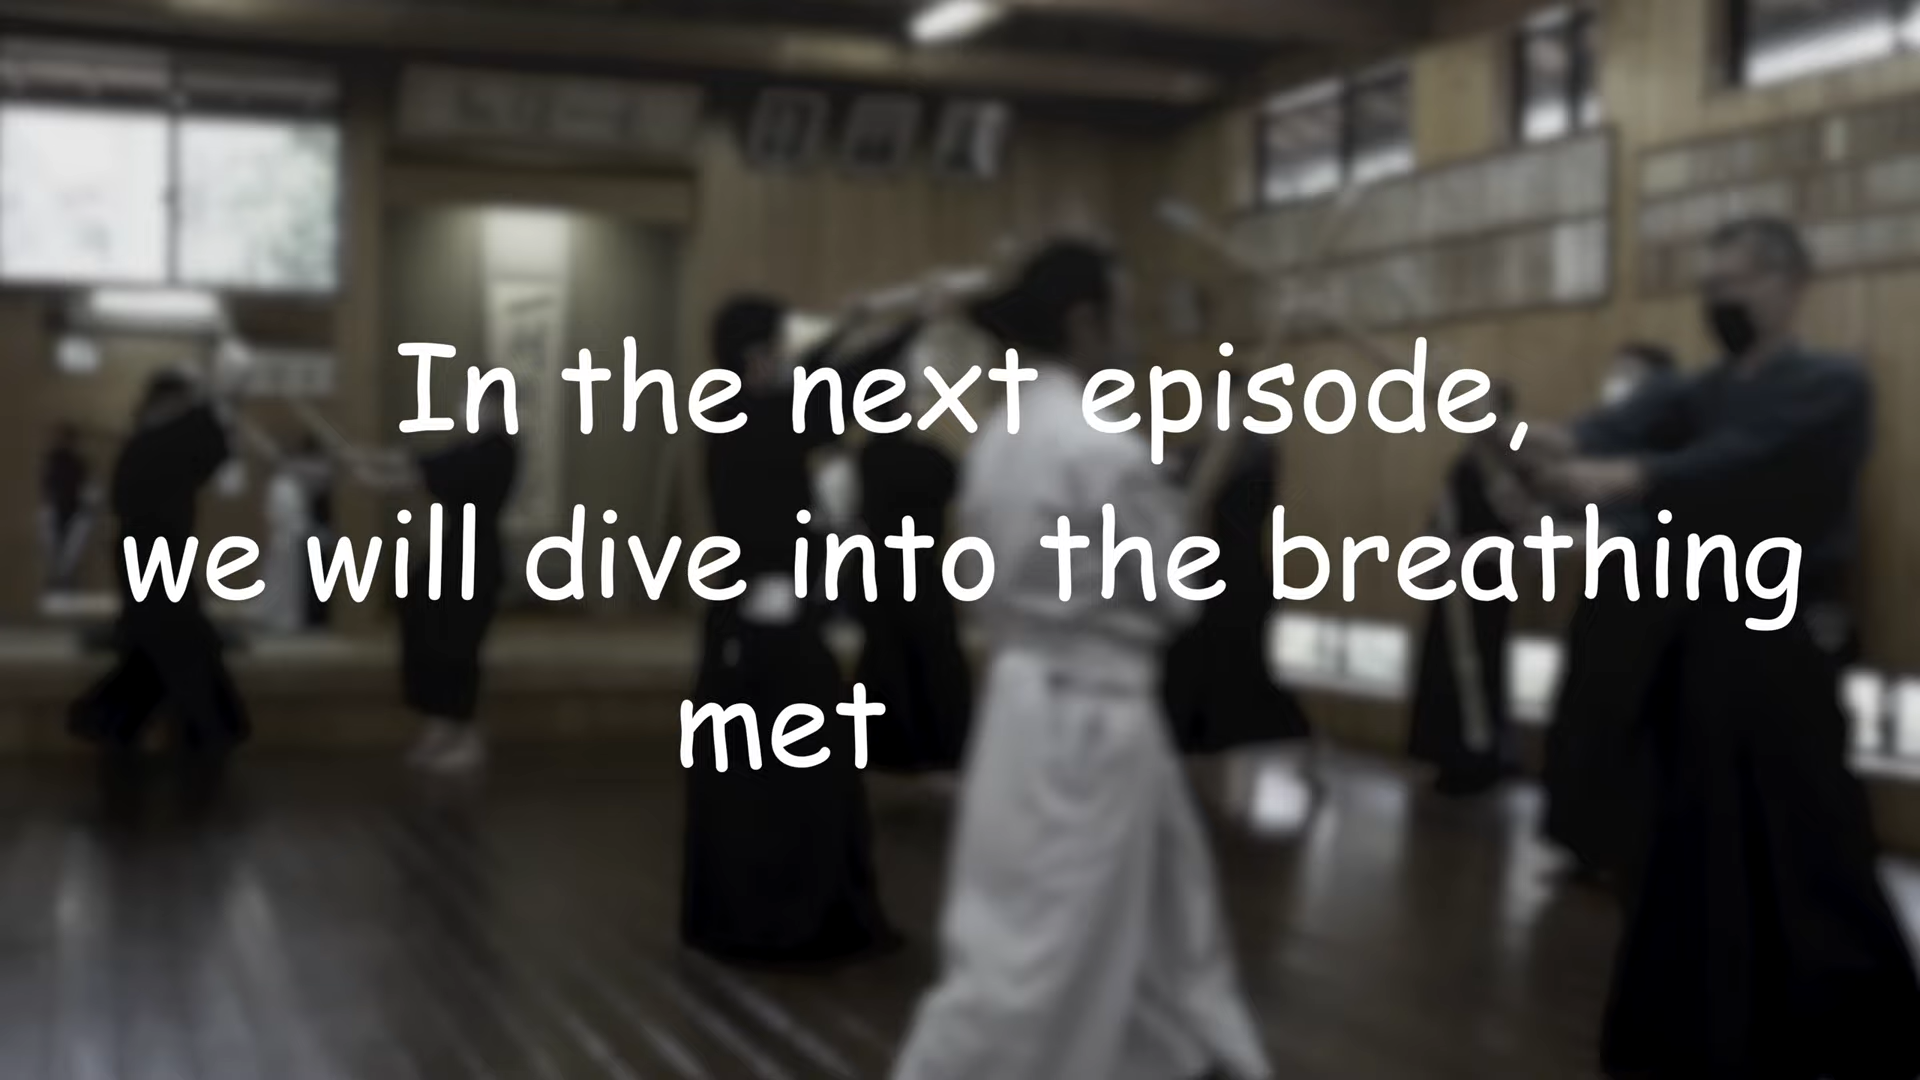 In the next episode,
we will dive into the breathing
met